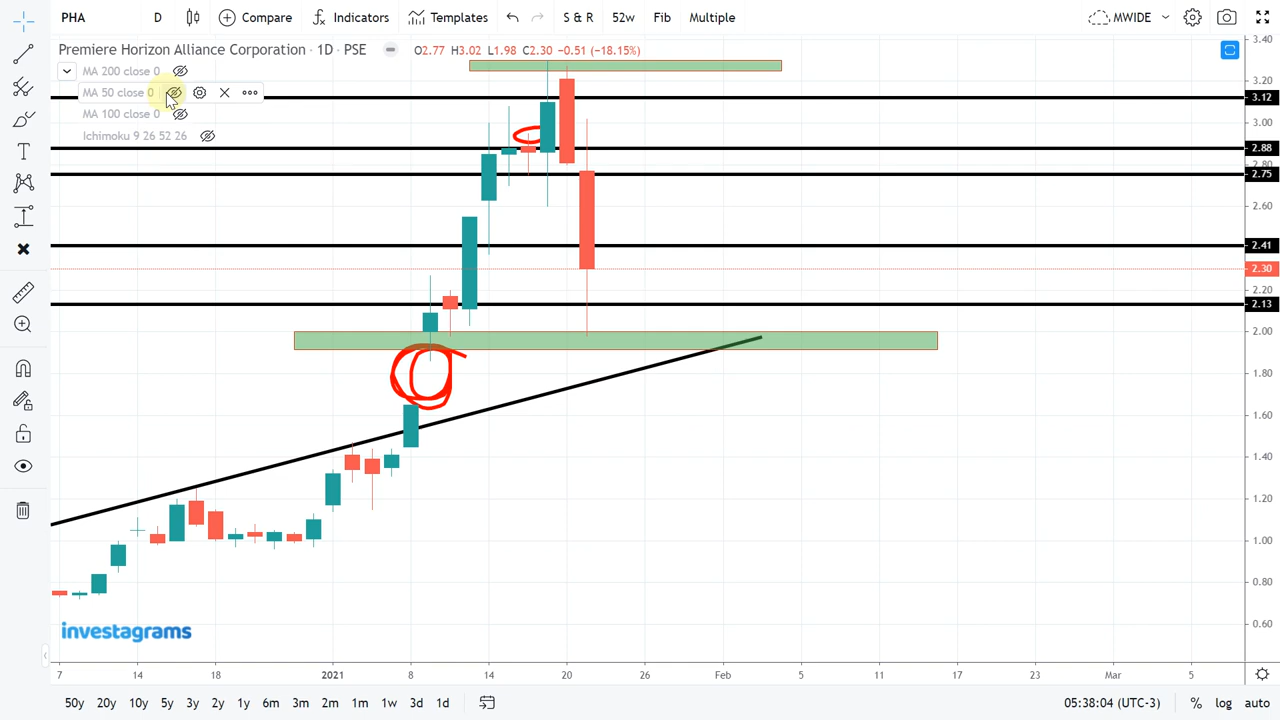 PHA D Compare Indicators Templates S & R 52w Fib Multiple MWIDE
Premiere Horizon Alliance Corporation · 1D · PSE O2.77 H3.02 L1.98 C2.30 −0.51 (−18.15%)
MA 200 close 0
MA 50 close 0
MA 100 close 0
Ichimoku 9 26 52 26
3.40
3.20
3.12
3.00
2.88
2.80
2.75
2.60
2.41
2.30
2.20
2.13
2.00
1.80
1.60
1.40
1.20
1.00
0.80
0.60
investagrams
7 14 18 2021 8 14 20 26 Feb 5 11 17 23 Mar 5
50y 20y 10y 5y 3y 2y 1y 6m 3m 2m 1m 1w 3d 1d 05:38:04 (UTC-3) % log auto